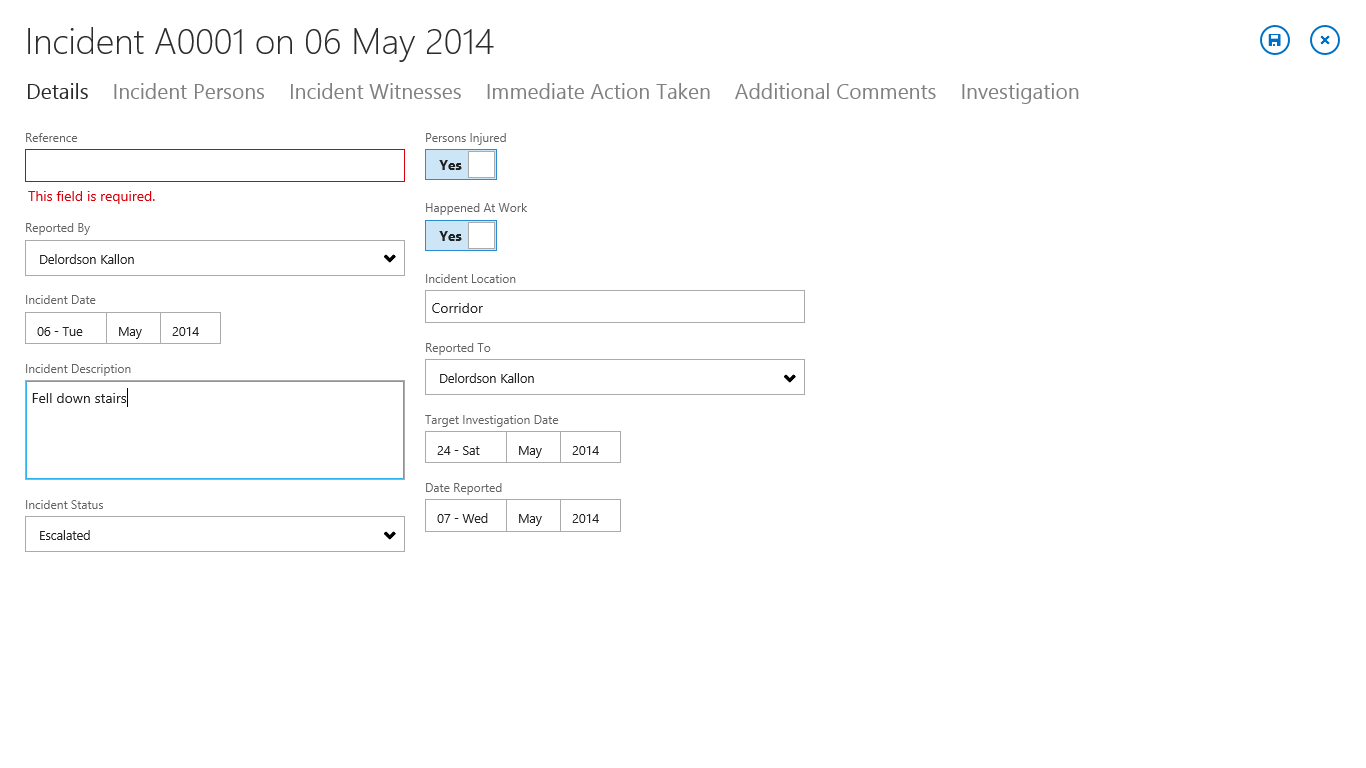 Incident A0001 on 06 May 2014
Details Incident Persons Incident Witnesses Immediate Action Taken Additional Comments Investigation
Reference
This field is required.
Reported By
Delordson Kallon
Incident Date
06 - Tue May 2014
Incident Description
Fell down stairs
Incident Status
Escalated
Persons Injured
Yes
Happened At Work
Yes
Incident Location
Corridor
Reported To
Delordson Kallon
Target Investigation Date
24 - Sat May 2014
Date Reported
07 - Wed May 2014